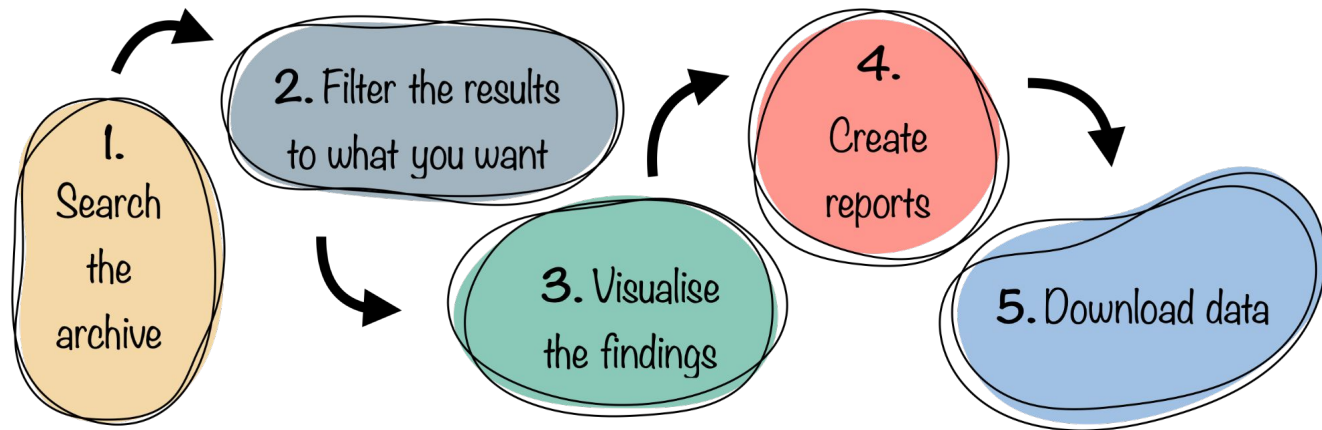 1.
Search
the
archive
2. Filter the results
to what you want
3. Visualise
the findings
4.
Create
reports
5. Download data